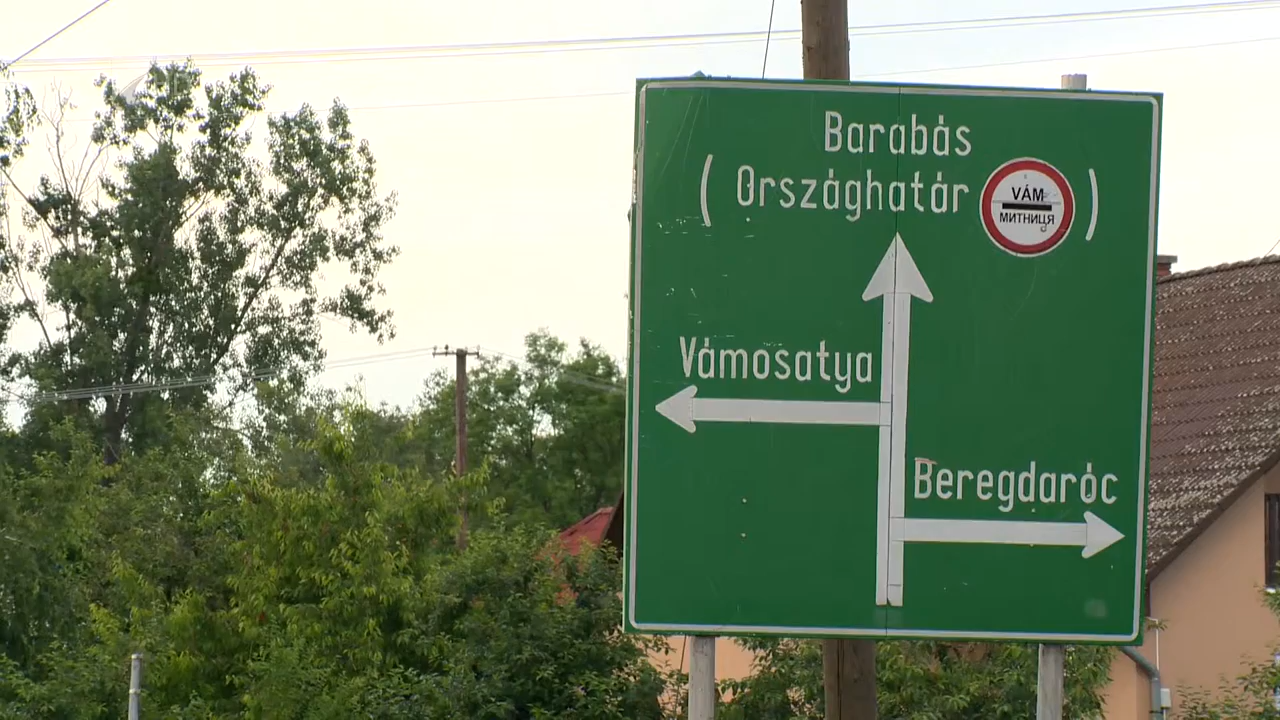 Barabás
( Országhatár )
VÁM
МИТНИЦЯ
Vámosatya
Beregdaróc